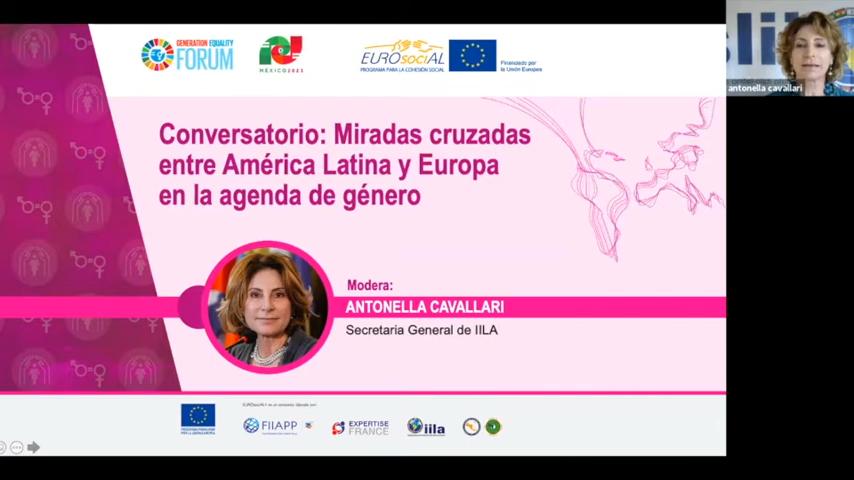 GENERATION EQUALITY
FORUM
MÉXICO2021
EUROsociAL
PROGRAMA PARA LA COHESIÓN SOCIAL
Financiado por
la Unión Europea
antonella cavallari
Conversatorio: Miradas cruzadas
entre América Latina y Europa
en la agenda de género
Modera:
ANTONELLA CAVALLARI
Secretaria General de IILA
FIIAPP
EXPERTISE
FRANCE
iila